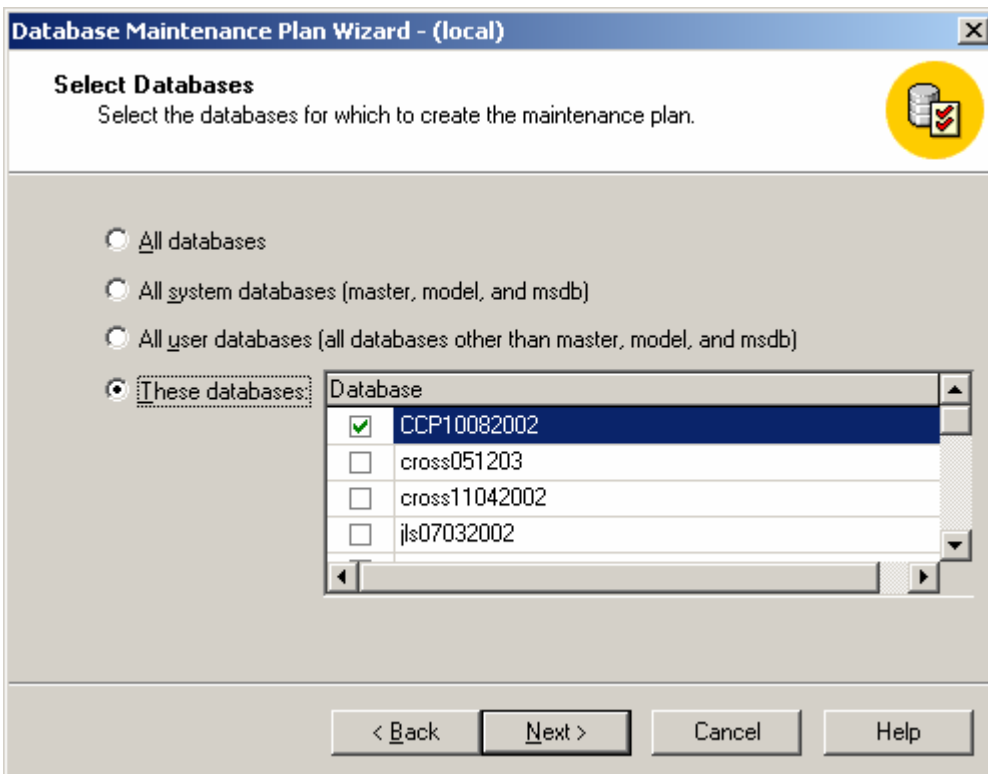 Database Maintenance Plan Wizard - (local)
Select Databases
Select the databases for which to create the maintenance plan.
All databases
All system databases (master, model, and msdb)
All user databases (all databases other than master, model, and msdb)
These databases:
Database
CCP10082002
cross051203
cross11042002
jls07032002
< Back
Next >
Cancel
Help